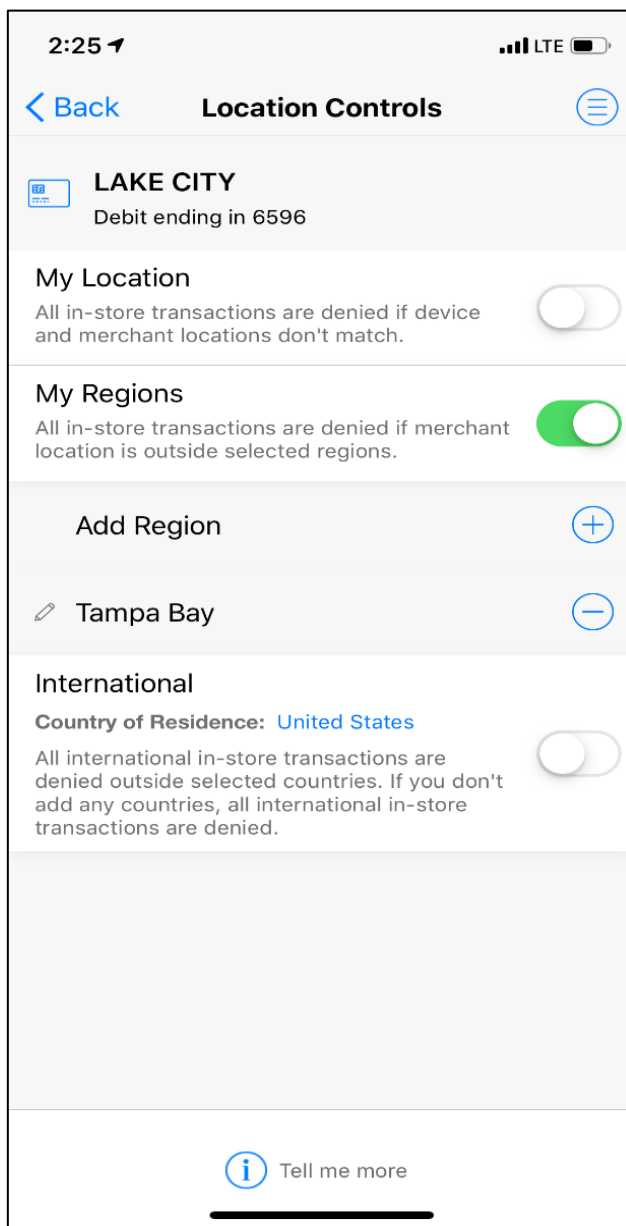 2:25 LTE
Back Location Controls
LAKE CITY
Debit ending in 6596
My Location
All in-store transactions are denied if device
and merchant locations don't match.
My Regions
All in-store transactions are denied if merchant
location is outside selected regions.
Add Region
Tampa Bay
International
Country of Residence: United States
All international in-store transactions are
denied outside selected countries. If you don't
add any countries, all international in-store
transactions are denied.
i Tell me more